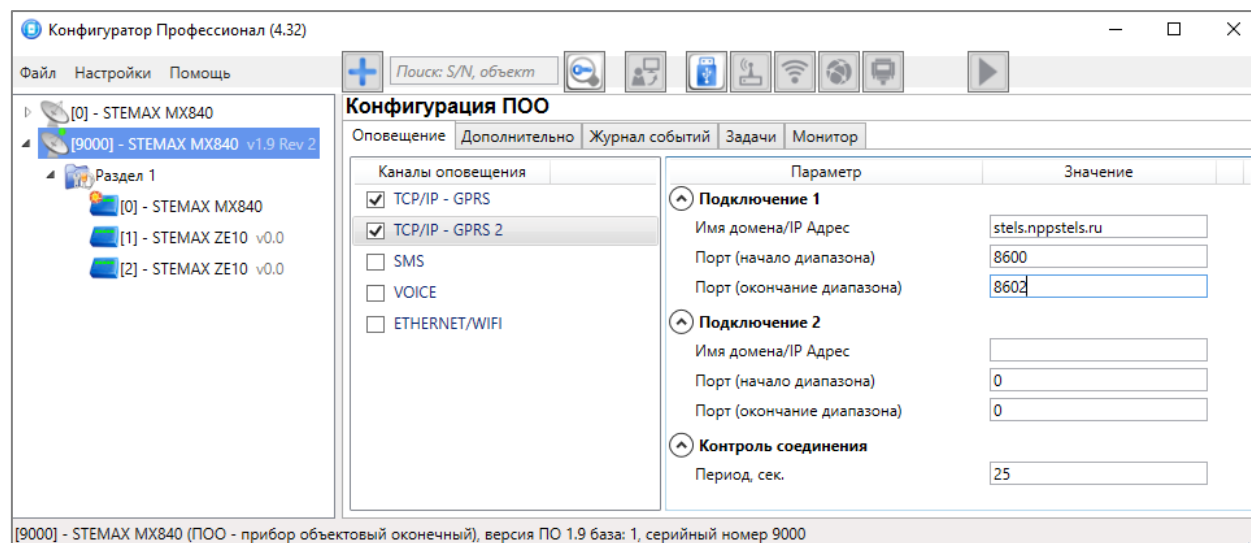 Конфигуратор Профессионал (4.32)
Файл Настройки Помощь
Поиск: S/N, объект
[0] - STEMAX MX840
[9000] - STEMAX MX840 v1.9 Rev 2
Раздел 1
[0] - STEMAX MX840
[1] - STEMAX ZE10 v0.0
[2] - STEMAX ZE10 v0.0
Конфигурация ПОО
Оповещение Дополнительно Журнал событий Задачи Монитор
Каналы оповещения
TCP/IP - GPRS
TCP/IP - GPRS 2
SMS
VOICE
ETHERNET/WIFI
Параметр Значение
Подключение 1
Имя домена/IP Адрес stels.nppstels.ru
Порт (начало диапазона) 8600
Порт (окончание диапазона) 8602
Подключение 2
Имя домена/IP Адрес
Порт (начало диапазона) 0
Порт (окончание диапазона) 0
Контроль соединения
Период, сек. 25
[9000] - STEMAX MX840 (ПОО - прибор объектовый оконечный), версия ПО 1.9 база: 1, серийный номер 9000